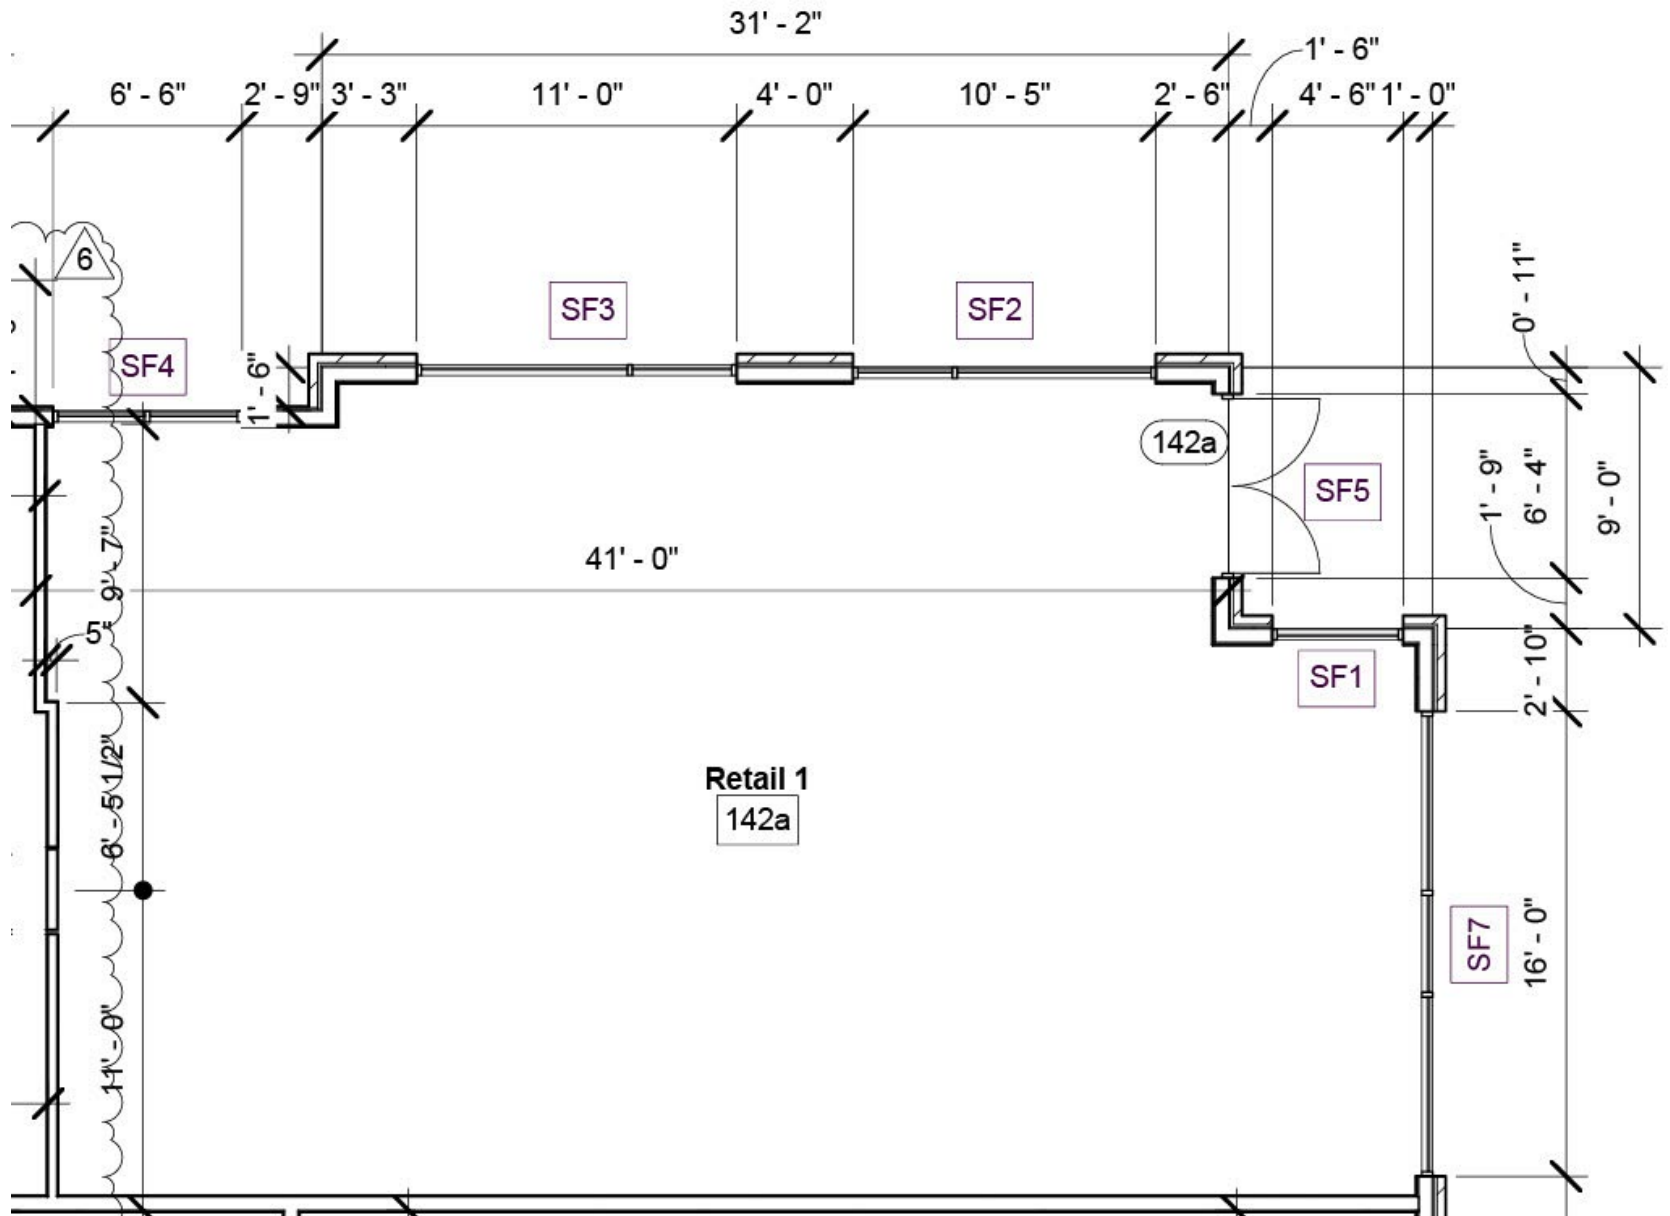 31' - 2"
1' - 6"
6' - 6" 2' - 9" 3' - 3" 11' - 0" 4' - 0" 10' - 5" 2' - 6" 4' - 6" 1' - 0"
6
0' - 11"
SF3
SF2
SF4
1' - 6"
142a
SF5
1' - 9"
6' - 4"
9' - 0"
9' - 7"
41' - 0"
5"
SF1
2' - 10"
6' - 5 1/2"
Retail 1
142a
SF7
16' - 0"
11' - 0"